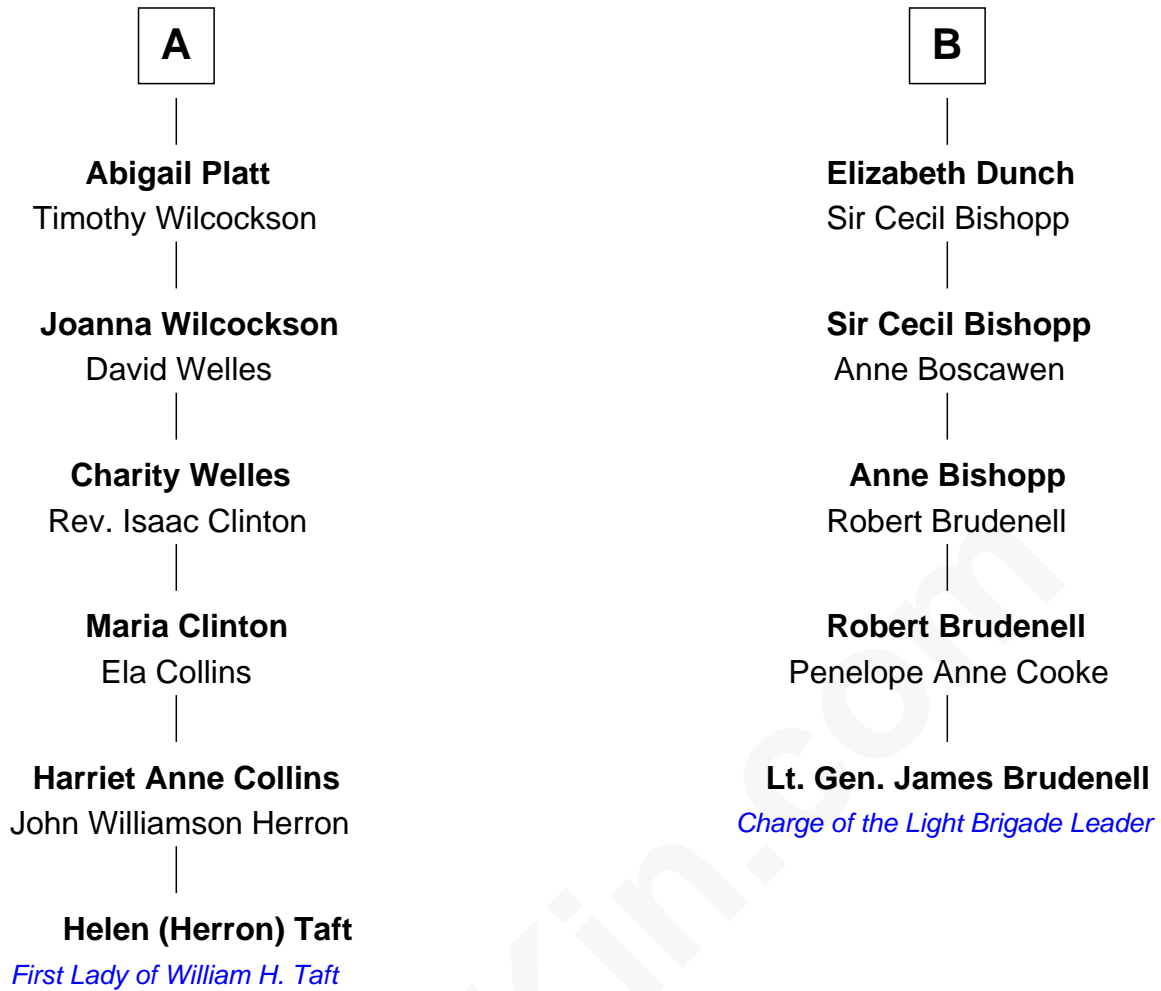 A
Abigail Platt
Timothy Wilcockson
Joanna Wilcockson
David Welles
Charity Welles
Rev. Isaac Clinton
Maria Clinton
Ela Collins
Harriet Anne Collins
John Williamson Herron
Helen (Herron) Taft
First Lady of William H. Taft
B
Elizabeth Dunch
Sir Cecil Bishopp
Sir Cecil Bishopp
Anne Boscawen
Anne Bishopp
Robert Brudenell
Robert Brudenell
Penelope Anne Cooke
Lt. Gen. James Brudenell
Charge of the Light Brigade Leader
Kin.com